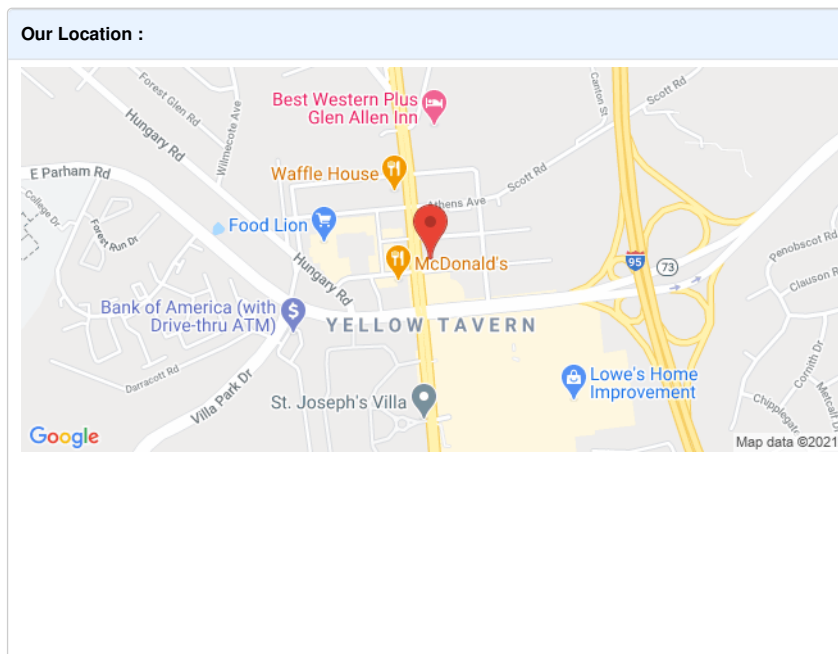 Our Location :
Best Western Plus
Glen Allen Inn
Canton St
Scott Rd
Forest Glen Rd
Wilmecote Ave
Hungary Rd
E Parham Rd
Waffle House
Scott Rd
Athens Ave
College Dr
Forest Run Dr
Food Lion
Penobscot Rd
McDonald's
Hungary Rd
95
73
Clauson Rd
Bank of America (with
Drive-thru ATM)
YELLOW TAVERN
Darracott Rd
Villa Park Dr
St. Joseph's Villa
Lowe's Home
Improvement
Cornith Dr
Chipplegate
Metcalf Dr
Google
Map data ©2021